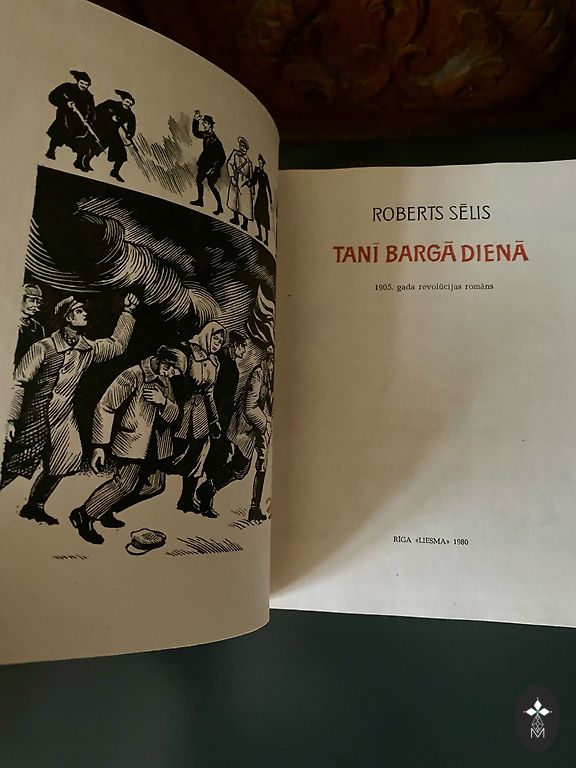 ROBERTS SĒLIS
TANĪ BARGĀ DIENĀ
1905. gada revolūcijas romāns
RĪGA «LIESMA» 1980
M